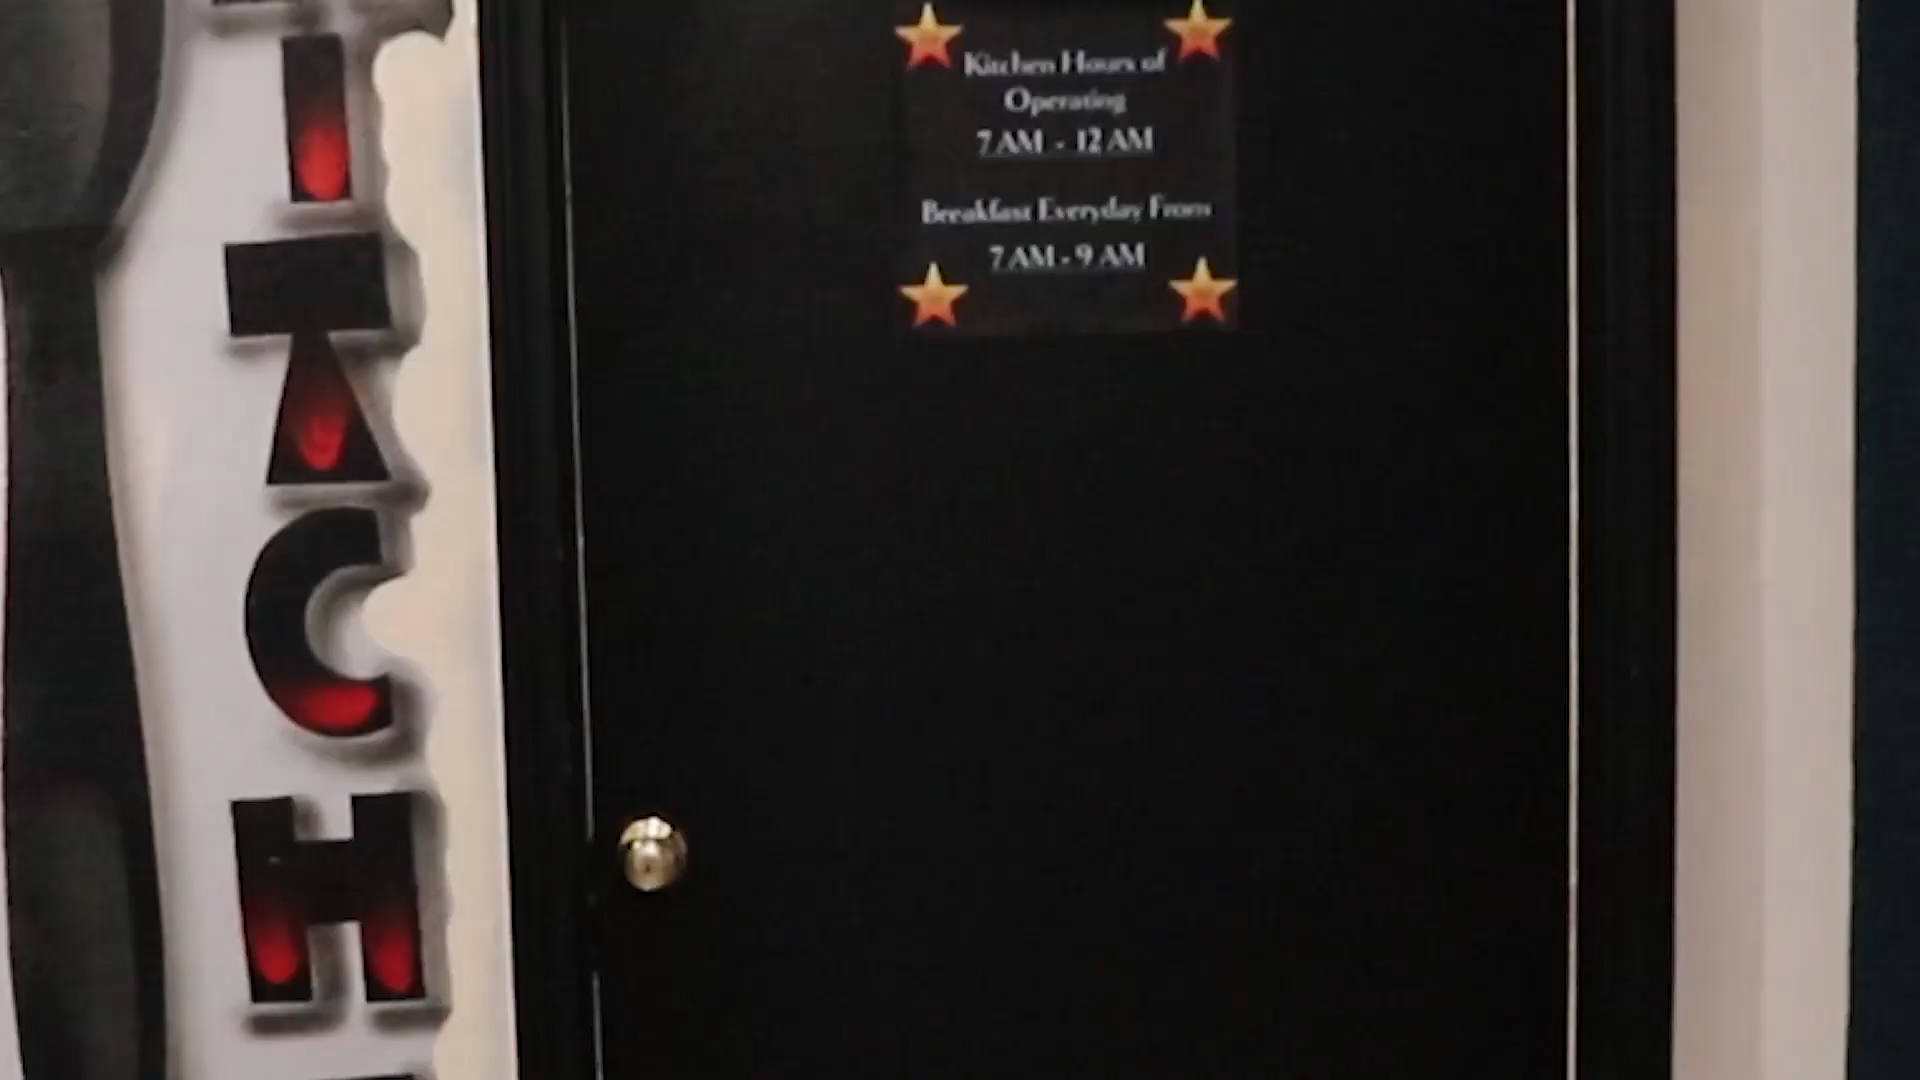 I
T
A
C
H
Kitchen Hours of
Operating
7 AM - 12 AM
Breakfast Everyday From
7 AM - 9 AM